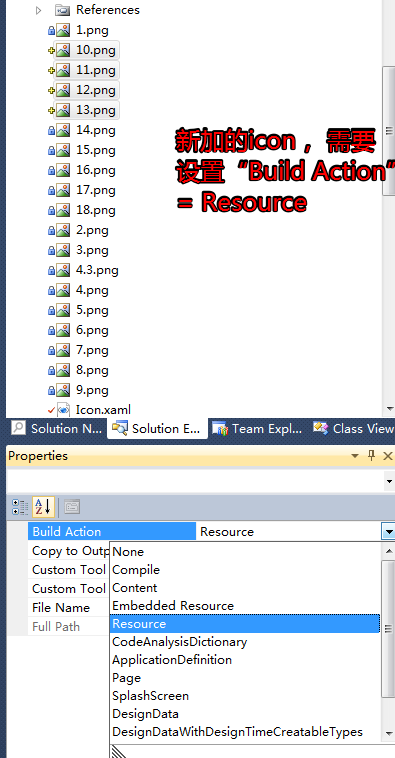 References
1.png
10.png
11.png
12.png
13.png
14.png
15.png
16.png
17.png
18.png
2.png
3.png
4.3.png
4.png
5.png
6.png
7.png
8.png
9.png
Icon.xaml
新加的icon， 需要
设置“Build Action”
= Resource
Solution N... Solution E... Team Expl... Class View
Properties
Build Action Resource
Copy to Outp
Custom Tool
Custom Tool
File Name
Full Path
None
Compile
Content
Embedded Resource
Resource
CodeAnalysisDictionary
ApplicationDefinition
Page
SplashScreen
DesignData
DesignDataWithDesignTimeCreatableTypes